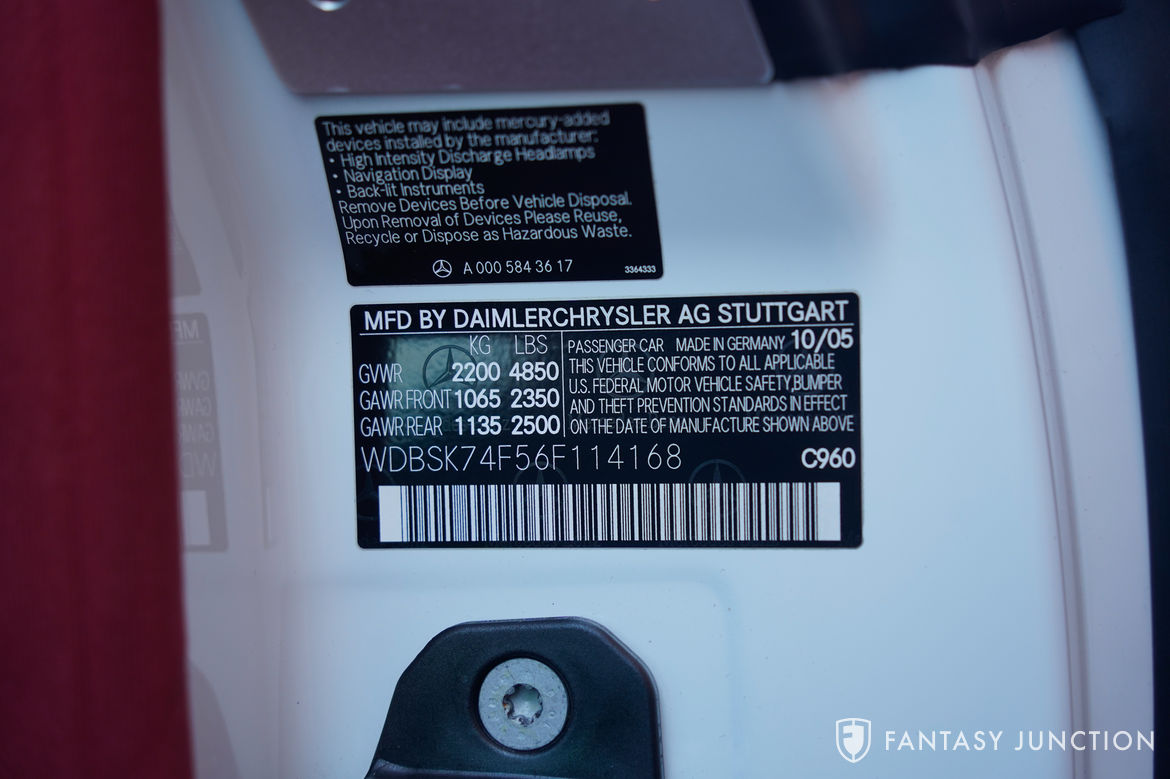 This vehicle may include mercury-added
devices installed by the manufacturer:
• High Intensity Discharge Headlamps
• Navigation Display
• Back-lit Instruments
Remove Devices Before Vehicle Disposal.
Upon Removal of Devices Please Reuse,
Recycle or Dispose as Hazardous Waste.
A 000 584 36 17 3364333
MFD BY DAIMLERCHRYSLER AG STUTTGART
KG LBS
GVWR 2200 4850
GAWR FRONT 1065 2350
GAWR REAR 1135 2500
PASSENGER CAR MADE IN GERMANY 10/05
THIS VEHICLE CONFORMS TO ALL APPLICABLE
U.S. FEDERAL MOTOR VEHICLE SAFETY,BUMPER
AND THEFT PREVENTION STANDARDS IN EFFECT
ON THE DATE OF MANUFACTURE SHOWN ABOVE
WDBSK74F56F114168 C960
FANTASY JUNCTION